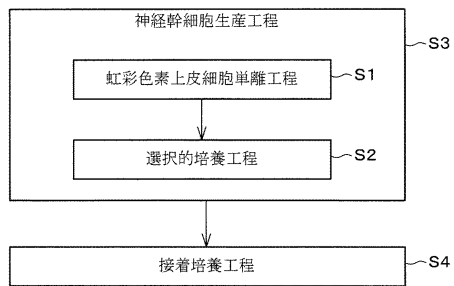 神経幹細胞生産工程
S3
虹彩色素上皮細胞単離工程
S1
選択的培養工程
S2
接着培養工程
S4